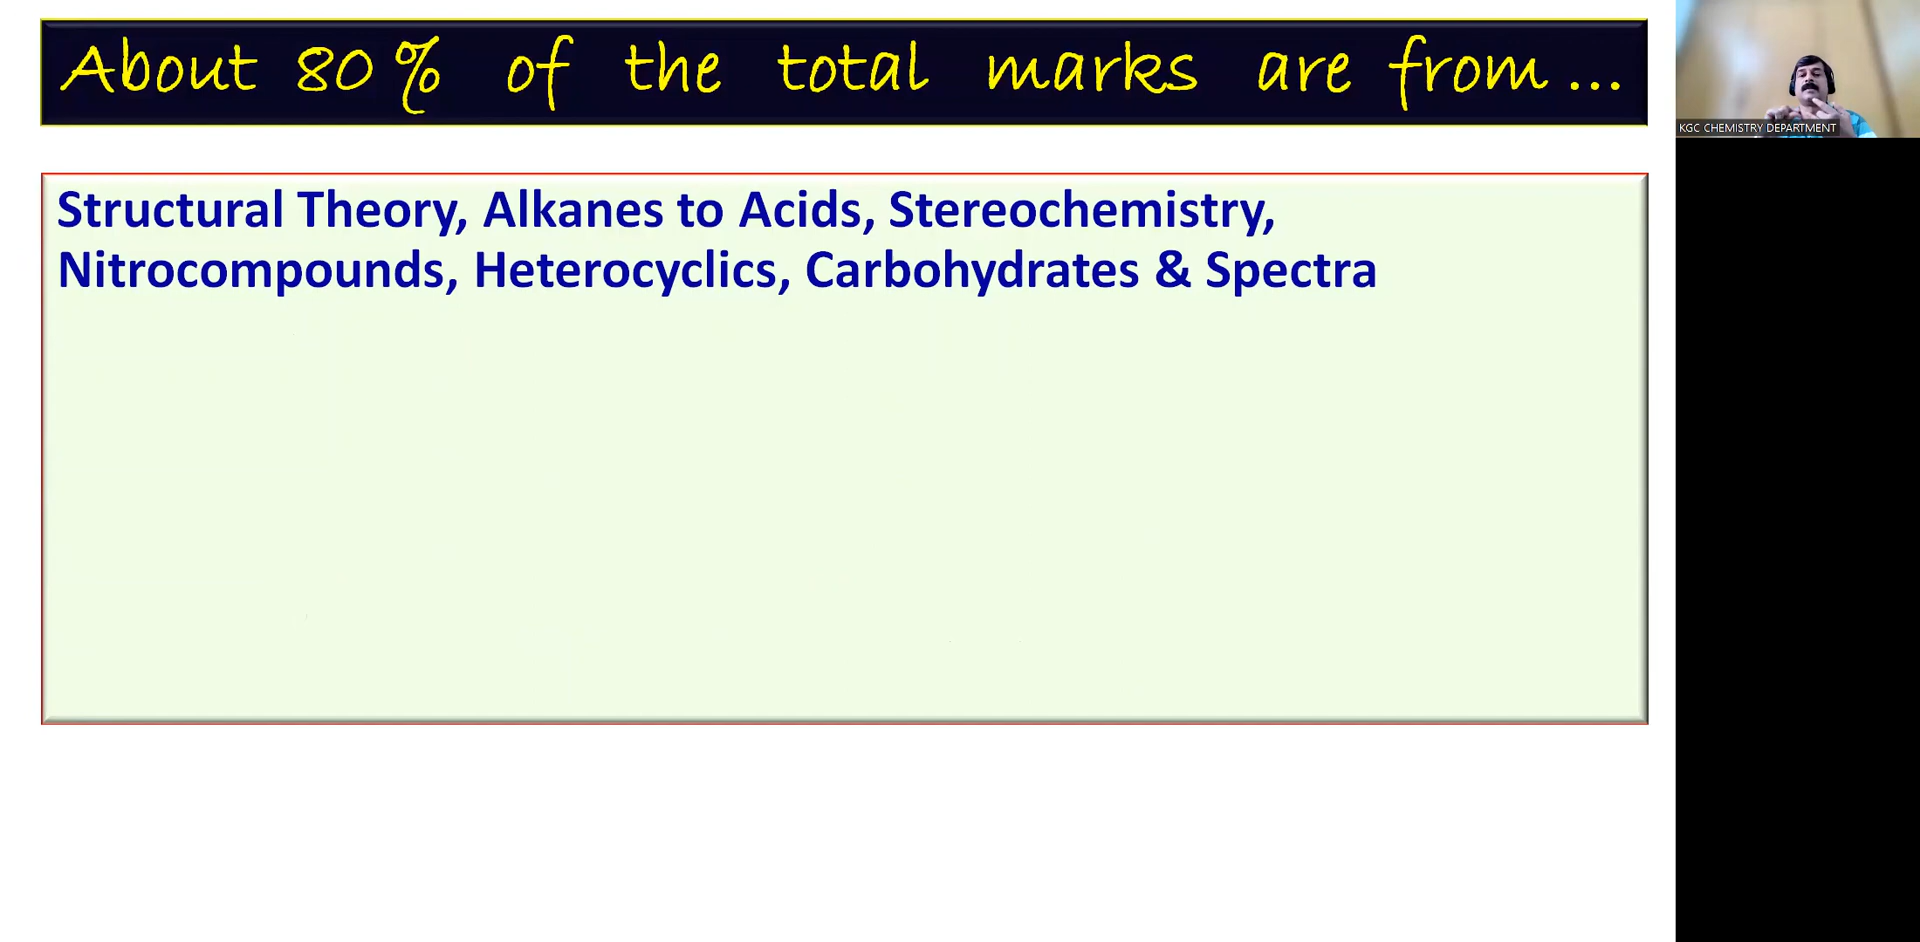 About 80% of the total marks are from ...
KGC CHEMISTRY DEPARTMENT
Structural Theory, Alkanes to Acids, Stereochemistry,
Nitrocompounds, Heterocyclics, Carbohydrates & Spectra